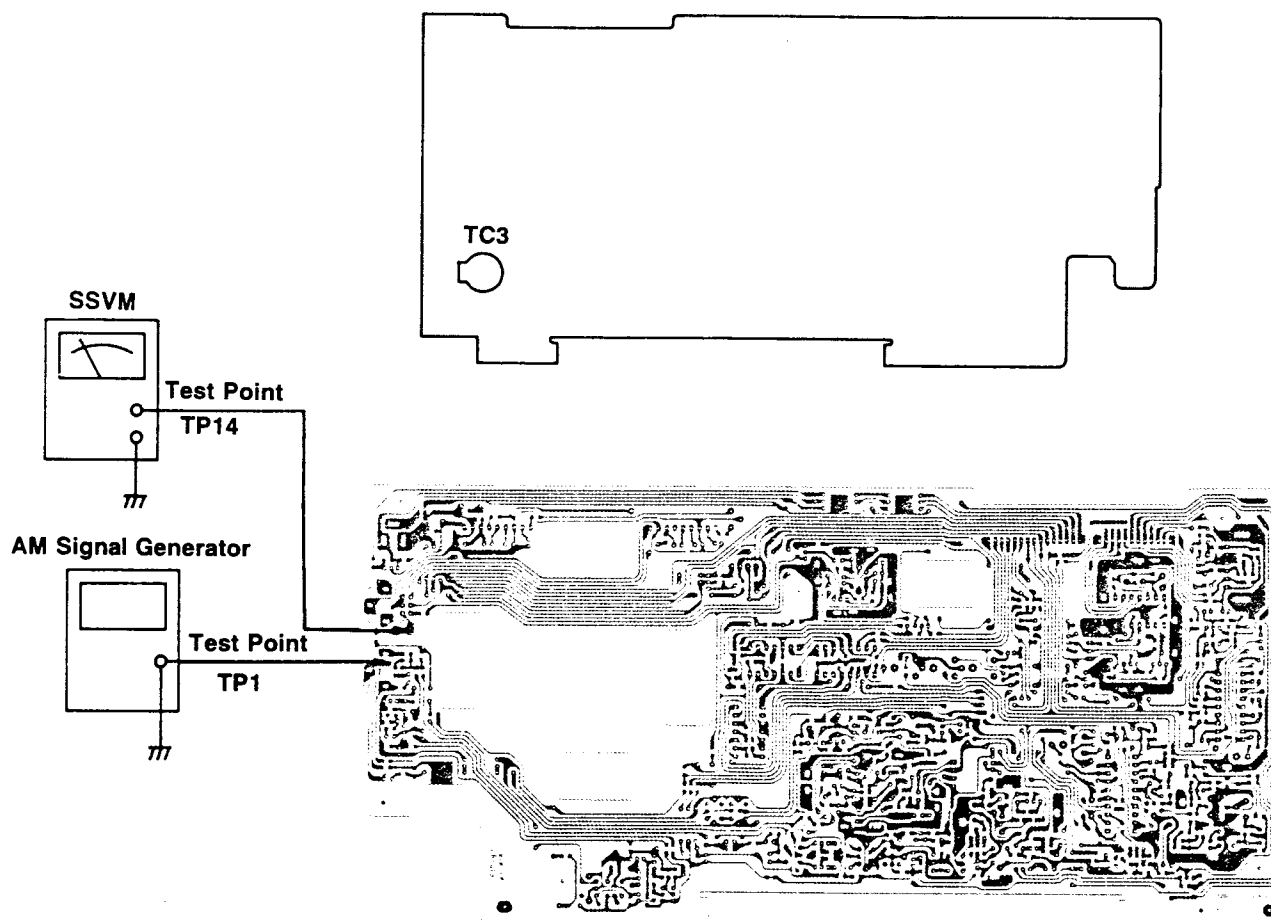 TC3
SSVM
Test Point
TP14
AM Signal Generator
Test Point
TP1